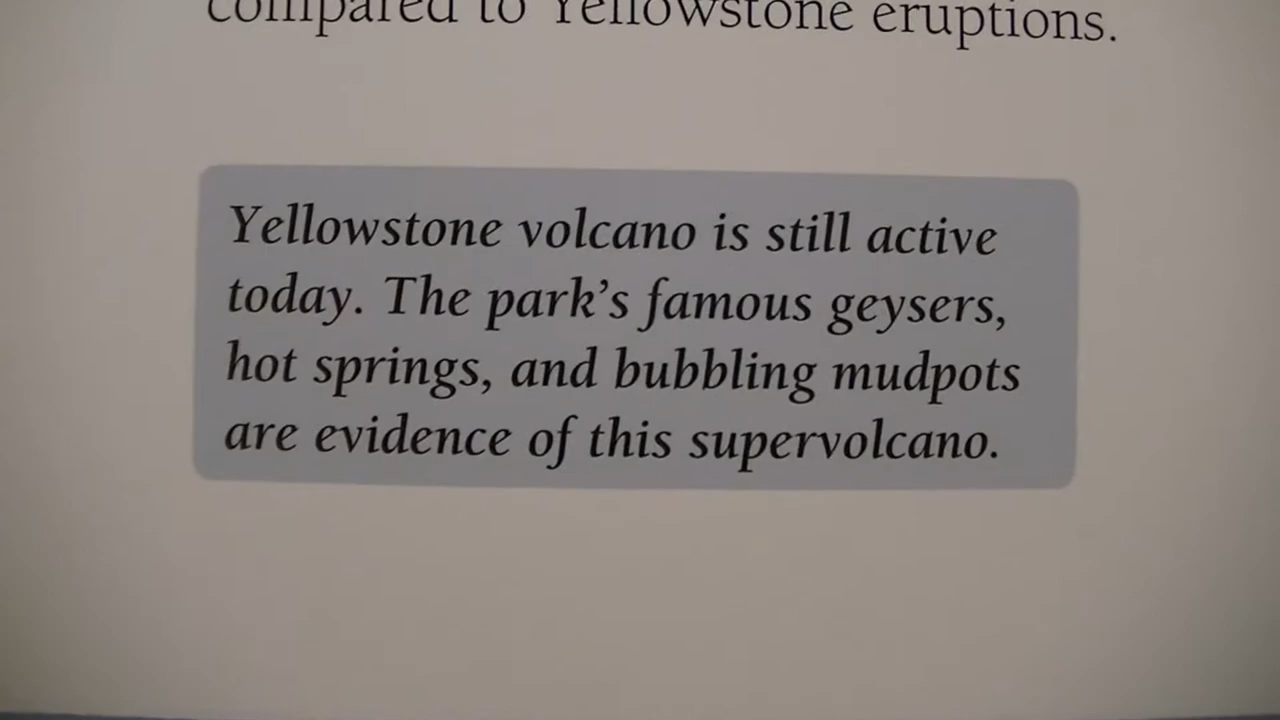 compared to Yellowstone eruptions.
Yellowstone volcano is still active
today. The park’s famous geysers,
hot springs, and bubbling mudpots
are evidence of this supervolcano.